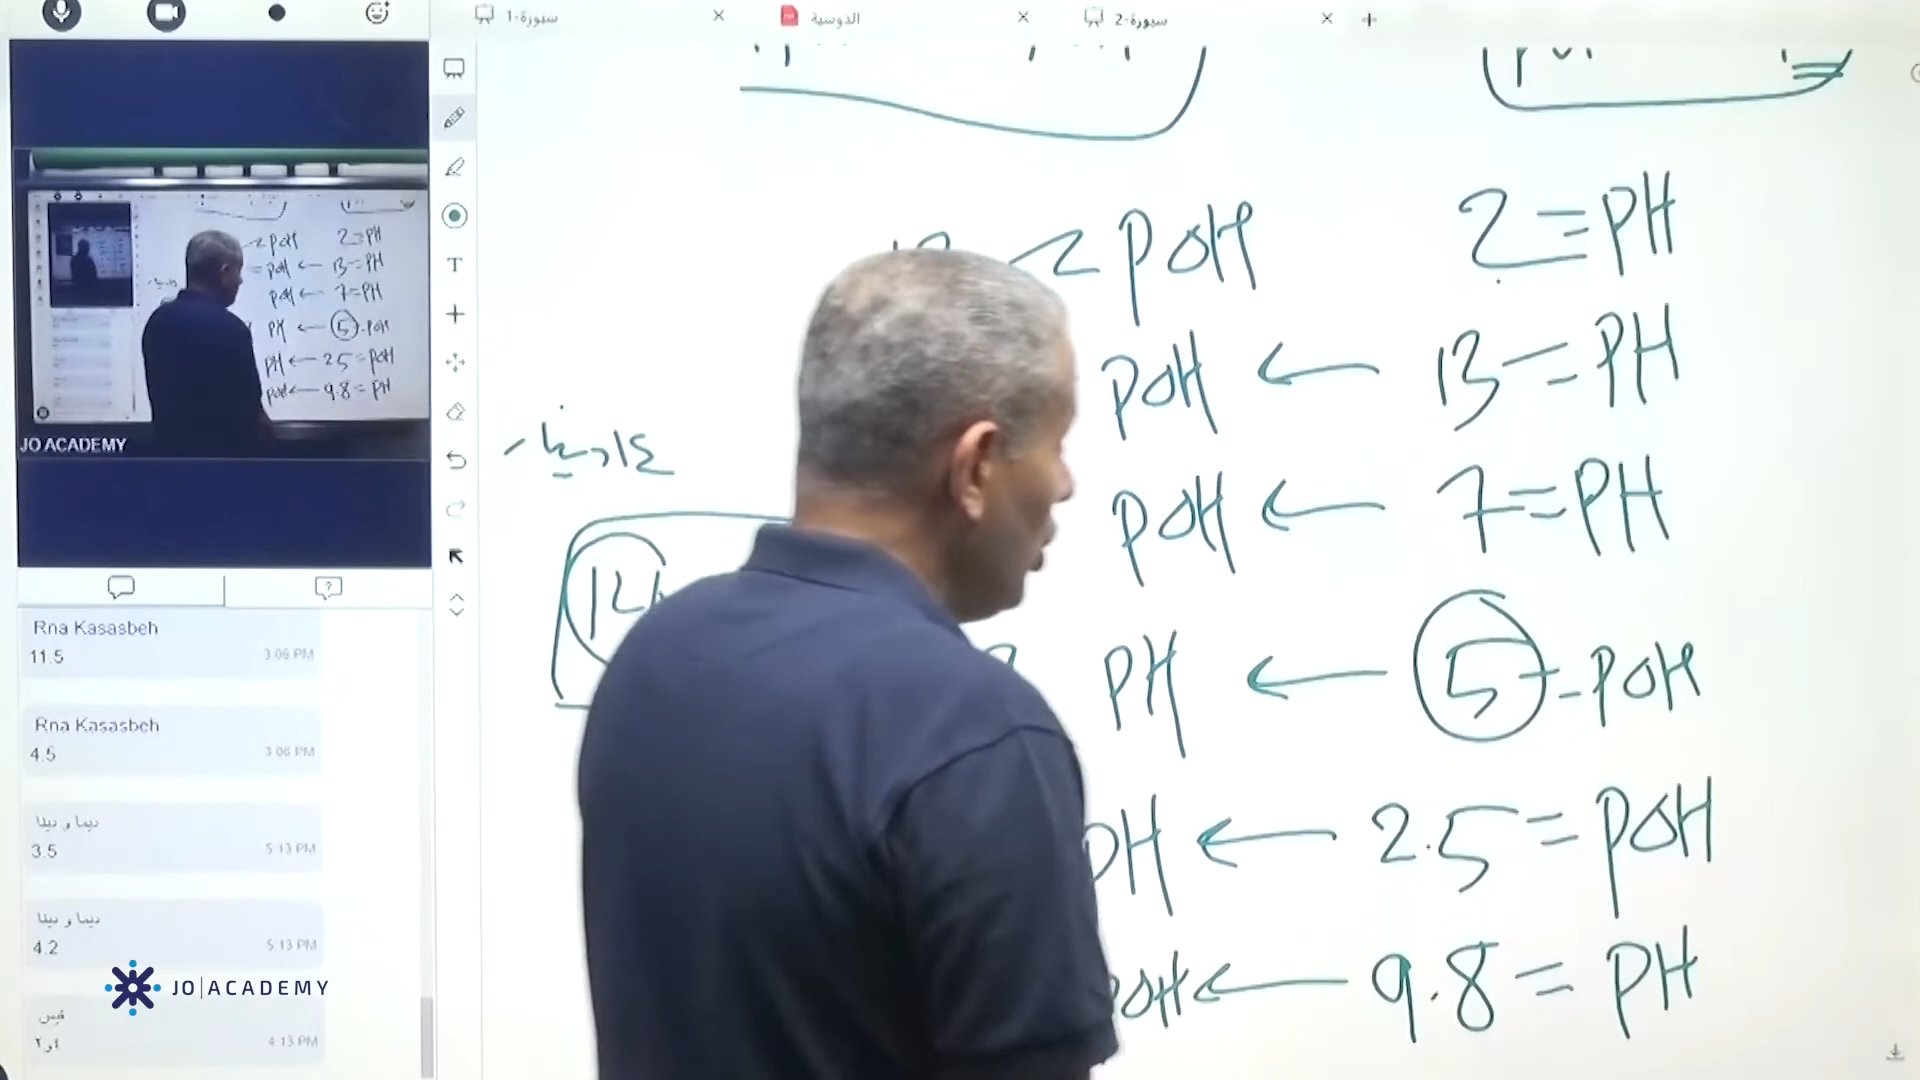 سبورة-1
الدوسية
سبورة-2
pOH
2 = PH
pOH ← 13 = PH
pOH ← 7 = PH
PH ← 5 = pOH
PH ← 2.5 = pOH
pOH ← 9.8 = PH
14
JO ACADEMY
Rna Kasasbeh
11.5
3:06 PM
Rna Kasasbeh
4.5
3:06 PM
ديما و ديفا
3.5
5:13 PM
ديما و ديفا
4.2
5:13 PM
JO|ACADEMY
قيس
٤و٢
4:13 PM